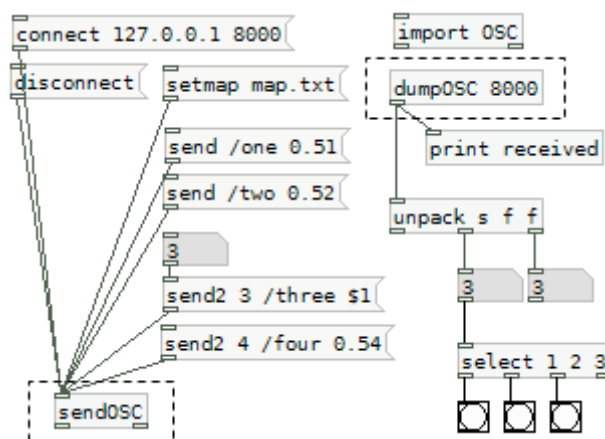 connect 127.0.0.1 8000
disconnect
setmap map.txt
send /one 0.51
send /two 0.52
3
send2 3 /three $1
send2 4 /four 0.54
sendOSC
import OSC
dumpOSC 8000
print received
unpack s f f
3 3
select 1 2 3